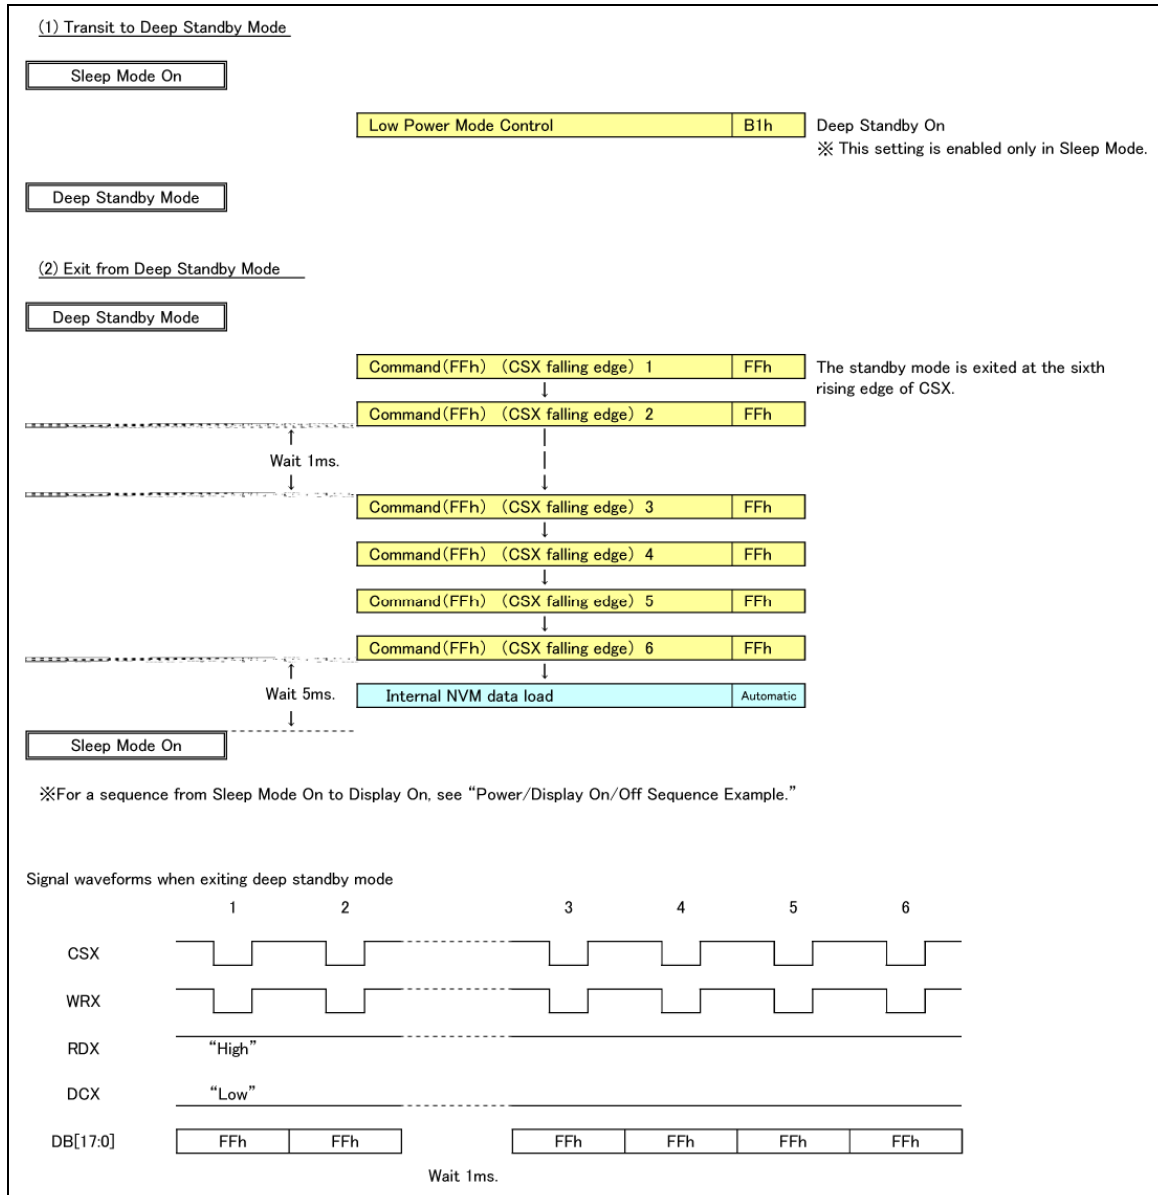 (1) Transit to Deep Standby Mode
Sleep Mode On
Low Power Mode Control B1h Deep Standby On
※ This setting is enabled only in Sleep Mode.
Deep Standby Mode
(2) Exit from Deep Standby Mode
Deep Standby Mode
Command(FFh) (CSX falling edge) 1 FFh The standby mode is exited at the sixth
rising edge of CSX.
↓
Command(FFh) (CSX falling edge) 2 FFh
↑
Wait 1ms.
↓ ↓
Command(FFh) (CSX falling edge) 3 FFh
↓
Command(FFh) (CSX falling edge) 4 FFh
↓
Command(FFh) (CSX falling edge) 5 FFh
↓
Command(FFh) (CSX falling edge) 6 FFh
↑ ↓
Wait 5ms. Internal NVM data load Automatic
↓
Sleep Mode On
※For a sequence from Sleep Mode On to Display On, see “Power/Display On/Off Sequence Example.”
Signal waveforms when exiting deep standby mode
1 2 3 4 5 6
CSX
WRX
RDX “High”
DCX “Low”
DB[17:0] FFh FFh FFh FFh FFh FFh
Wait 1ms.